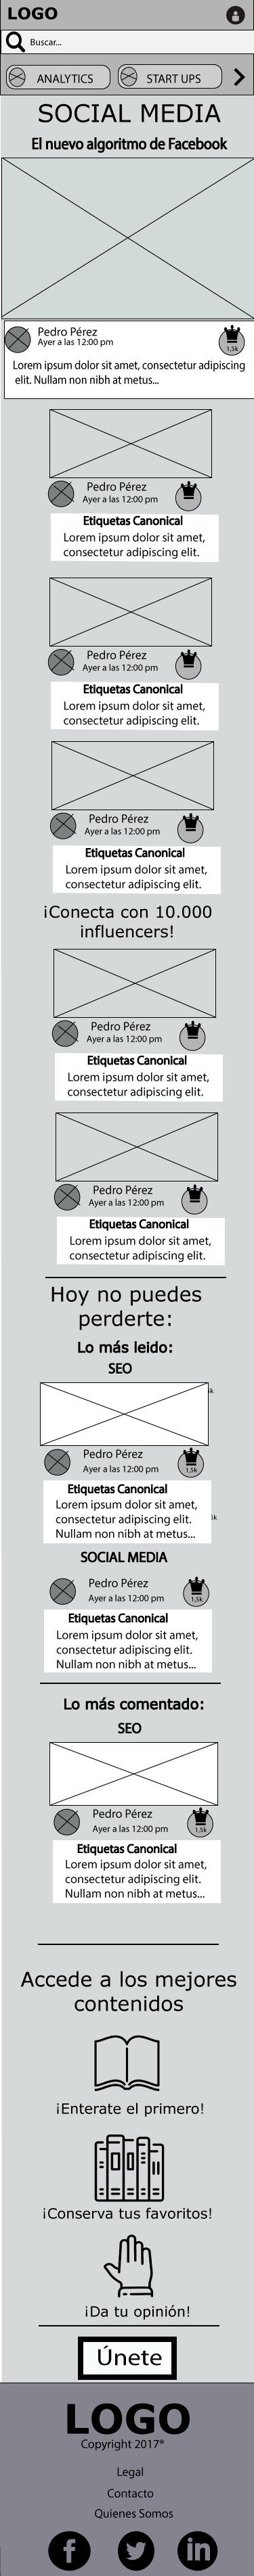 LOGO
Buscar...
ANALYTICS
START UPS
SOCIAL MEDIA
El nuevo algoritmo de Facebook
Pedro Pérez
Ayer a las 12:00 pm
1,5k
Lorem ipsum dolor sit amet, consectetur adipiscing
elit. Nullam non nibh at metus...
Pedro Pérez
Ayer a las 12:00 pm
Etiquetas Canonical
Lorem ipsum dolor sit amet,
consectetur adipiscing elit.
Pedro Pérez
Ayer a las 12:00 pm
Etiquetas Canonical
Lorem ipsum dolor sit amet,
consectetur adipiscing elit.
Pedro Pérez
Ayer a las 12:00 pm
Etiquetas Canonical
Lorem ipsum dolor sit amet,
consectetur adipiscing elit.
¡Conecta con 10.000
influencers!
Pedro Pérez
Ayer a las 12:00 pm
Etiquetas Canonical
Lorem ipsum dolor sit amet,
consectetur adipiscing elit.
Pedro Pérez
Ayer a las 12:00 pm
Etiquetas Canonical
Lorem ipsum dolor sit amet,
consectetur adipiscing elit.
Hoy no puedes
perderte:
Lo más leido:
SEO
Pedro Pérez
Ayer a las 12:00 pm
1,5k
Etiquetas Canonical
Lorem ipsum dolor sit amet,
consectetur adipiscing elit.
Nullam non nibh at metus...
SOCIAL MEDIA
Pedro Pérez
Ayer a las 12:00 pm
1,5k
Etiquetas Canonical
Lorem ipsum dolor sit amet,
consectetur adipiscing elit.
Nullam non nibh at metus...
Lo más comentado:
SEO
Pedro Pérez
Ayer a las 12:00 pm
1,5k
Etiquetas Canonical
Lorem ipsum dolor sit amet,
consectetur adipiscing elit.
Nullam non nibh at metus...
Accede a los mejores
contenidos
¡Enterate el primero!
¡Conserva tus favoritos!
¡Da tu opinión!
Únete
LOGO
Copyright 2017®
Legal
Contacto
Quienes Somos